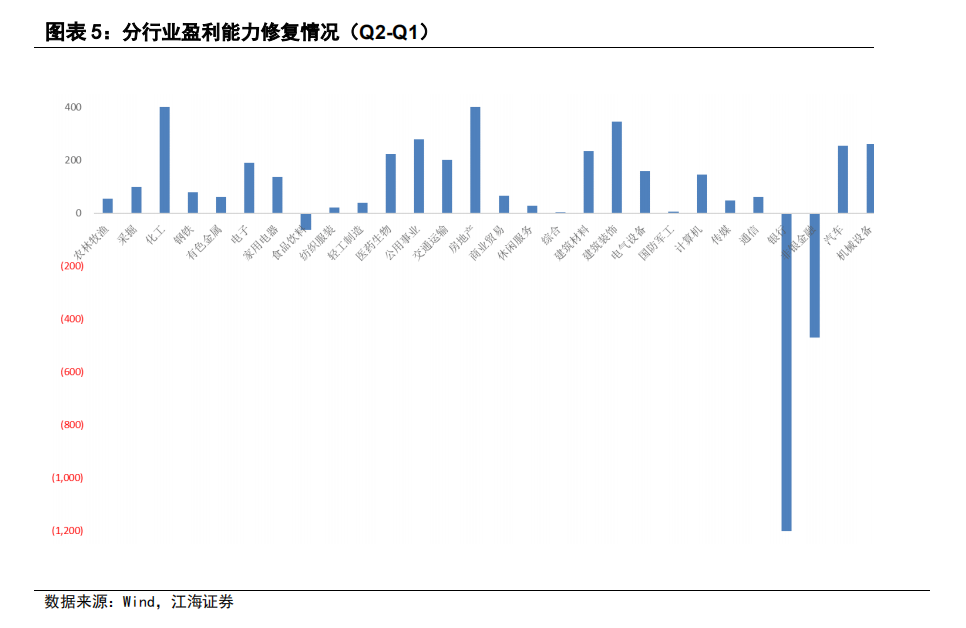 图表 5：分行业盈利能力修复情况（Q2-Q1）
400
200
0
(200)
(400)
(600)
(800)
(1,000)
(1,200)
农林牧渔
采掘
化工
钢铁
有色金属
电子
家用电器
食品饮料
纺织服装
轻工制造
医药生物
公用事业
交通运输
房地产
商业贸易
休闲服务
综合
建筑材料
建筑装饰
电气设备
国防军工
计算机
传媒
通信
银行
非银金融
汽车
机械设备
数据来源：Wind，江海证券